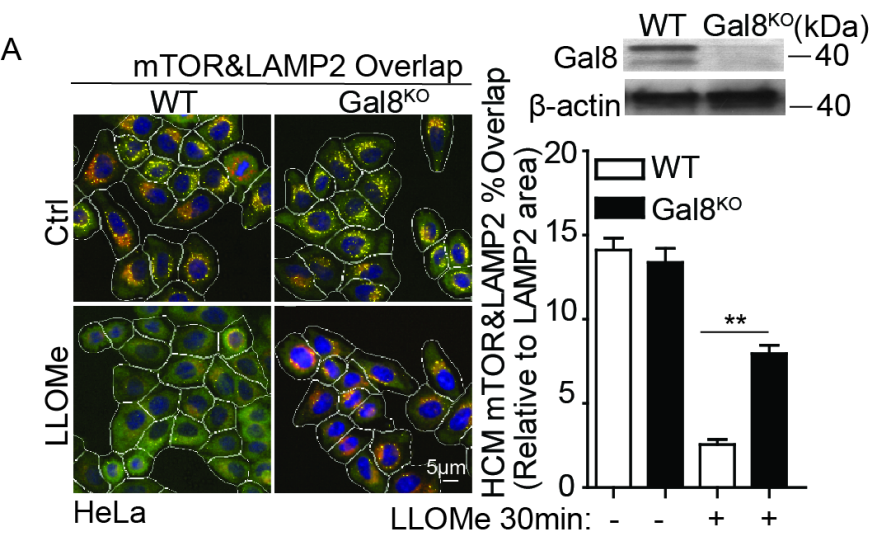 A
mTOR&LAMP2 Overlap
WT Gal8KO
Ctrl
LLOMe
5μm
HeLa
WT Gal8KO(kDa)
Gal8 40
β-actin 40
HCM mTOR&LAMP2 %Overlap
(Relative to LAMP2 area)
20
15
10
5
0
WT
Gal8KO
**
LLOMe 30min: - - + +